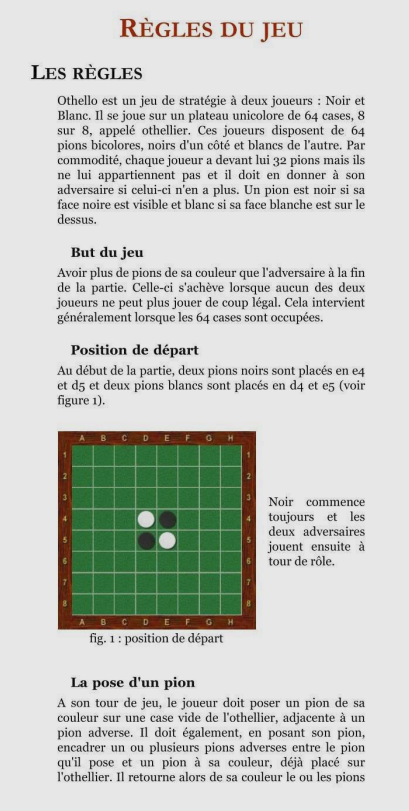 RÈGLES DU JEU
LES RÈGLES
Othello est un jeu de stratégie à deux joueurs : Noir et
Blanc. Il se joue sur un plateau unicolore de 64 cases, 8
sur 8, appelé othellier. Ces joueurs disposent de 64
pions bicolores, noirs d'un côté et blancs de l'autre. Par
commodité, chaque joueur a devant lui 32 pions mais ils
ne lui appartiennent pas et il doit en donner à son
adversaire si celui-ci n'en a plus. Un pion est noir si sa
face noire est visible et blanc si sa face blanche est sur le
dessus.
But du jeu
Avoir plus de pions de sa couleur que l'adversaire à la fin
de la partie. Celle-ci s'achève lorsque aucun des deux
joueurs ne peut plus jouer de coup légal. Cela intervient
généralement lorsque les 64 cases sont occupées.
Position de départ
Au début de la partie, deux pions noirs sont placés en e4
et d5 et deux pions blancs sont placés en d4 et e5 (voir
figure 1).
A B C D E F G H
1 1
2 2
3 3
4 4
5 5
6 6
7 7
8 8
A B C D E F G H
Noir commence
toujours et les
deux adversaires
jouent ensuite à
tour de rôle.
fig. 1 : position de départ
La pose d'un pion
A son tour de jeu, le joueur doit poser un pion de sa
couleur sur une case vide de l'othellier, adjacente à un
pion adverse. Il doit également, en posant son pion,
encadrer un ou plusieurs pions adverses entre le pion
qu'il pose et un pion à sa couleur, déjà placé sur
l'othellier. Il retourne alors de sa couleur le ou les pions